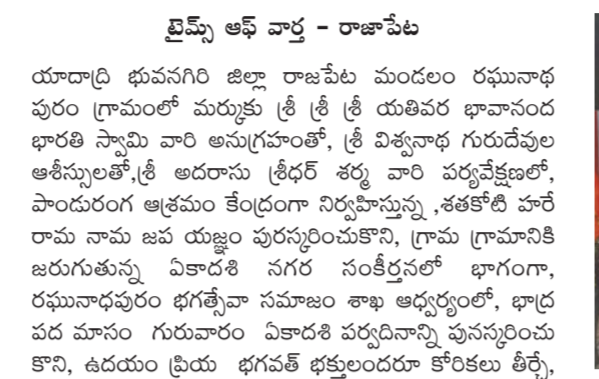 టైమ్స్ ఆఫ్ వార్త - రాజాపేట
యాదాద్రి భువనగిరి జిల్లా రాజపేట మండలం రఘునాథ
పురం గ్రామంలో మర్కుకు శ్రీ శ్రీ శ్రీ యతివర భావానంద
భారతి స్వామి వారి అనుగ్రహంతో, శ్రీ విశ్వనాథ గురుదేవుల
ఆశీస్సులతో,శ్రీ అదరాసు శ్రీధర్ శర్మ వారి పర్యవేక్షణలో,
పాండురంగ ఆశ్రమం కేంద్రంగా నిర్వహిస్తున్న ,శతకోటి హరే
రామ నామ జప యజ్ఞం పురస్కరించుకొని, గ్రామ గ్రామానికి
జరుగుతున్న ఏకాదశి నగర సంకీర్తనలో భాగంగా,
రఘునాధపురం భగత్సేవా సమాజం శాఖ ఆధ్వర్యంలో, భాద్ర
పద మాసం గురువారం ఏకాదశి పర్వదినాన్ని పునస్కరించు
కొని, ఉదయం ప్రియ భగవత్ భక్తులందరూ కోరికలు తీర్చే,